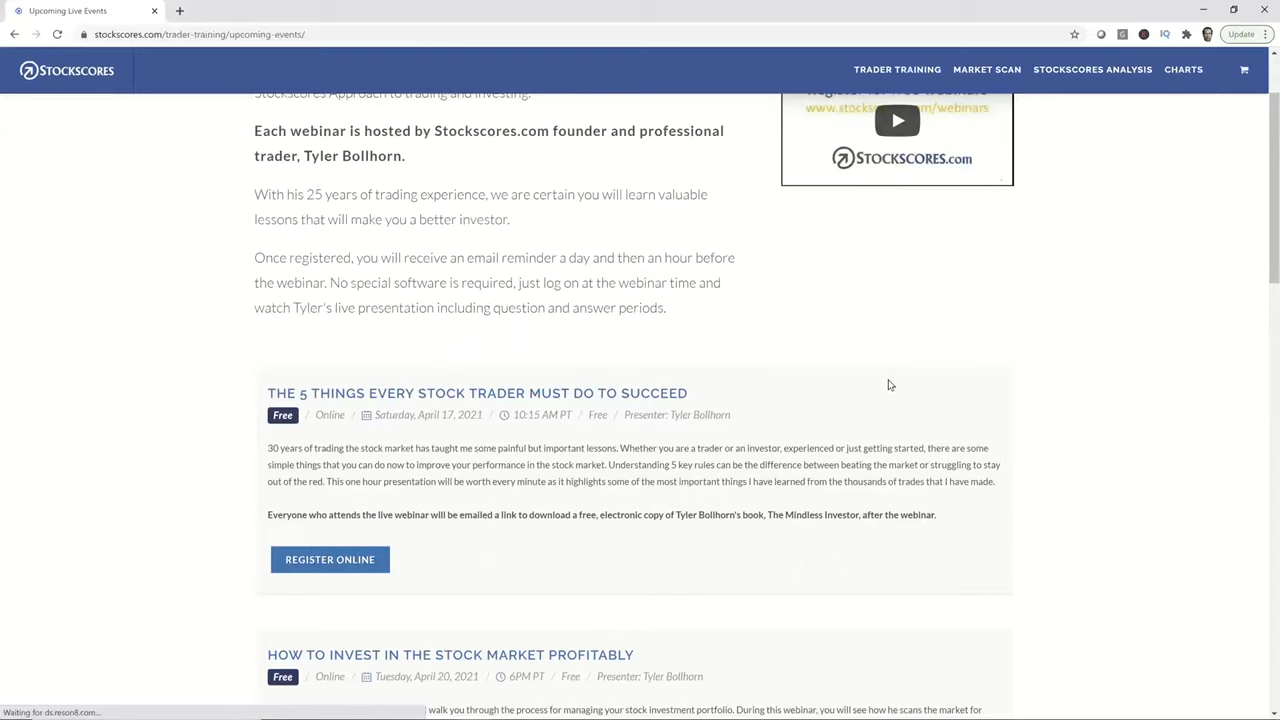 Upcoming Live Events
stockscores.com/trader-training/upcoming-events/
Update
STOCKSCORES
TRADER TRAINING
MARKET SCAN
STOCKSCORES ANALYSIS
CHARTS
Stockscores Approach to trading and investing.
Register for free webinars
www.stockscores.com/webinars
STOCKSCORES.COM
Each webinar is hosted by Stockscores.com founder and professional
trader, Tyler Bollhorn.
With his 25 years of trading experience, we are certain you will learn valuable
lessons that will make you a better investor.
Once registered, you will receive an email reminder a day and then an hour before
the webinar. No special software is required, just log on at the webinar time and
watch Tyler's live presentation including question and answer periods.
THE 5 THINGS EVERY STOCK TRADER MUST DO TO SUCCEED
Free / Online / Saturday, April 17, 2021 / 10:15 AM PT / Free / Presenter: Tyler Bollhorn
30 years of trading the stock market has taught me some painful but important lessons. Whether you are a trader or an investor, experienced or just getting started, there are some
simple things that you can do now to improve your performance in the stock market. Understanding 5 key rules can be the difference between beating the market or struggling to stay
out of the red. This one hour presentation will be worth every minute as it highlights some of the most important things I have learned from the thousands of trades that I have made.
Everyone who attends the live webinar will be emailed a link to download a free, electronic copy of Tyler Bollhorn's book, The Mindless Investor, after the webinar.
REGISTER ONLINE
HOW TO INVEST IN THE STOCK MARKET PROFITABLY
Free / Online / Tuesday, April 20, 2021 / 6PM PT / Free / Presenter: Tyler Bollhorn
walk you through the process for managing your stock investment portfolio. During this webinar, you will see how he scans the market for
Waiting for ds.reson8.com...